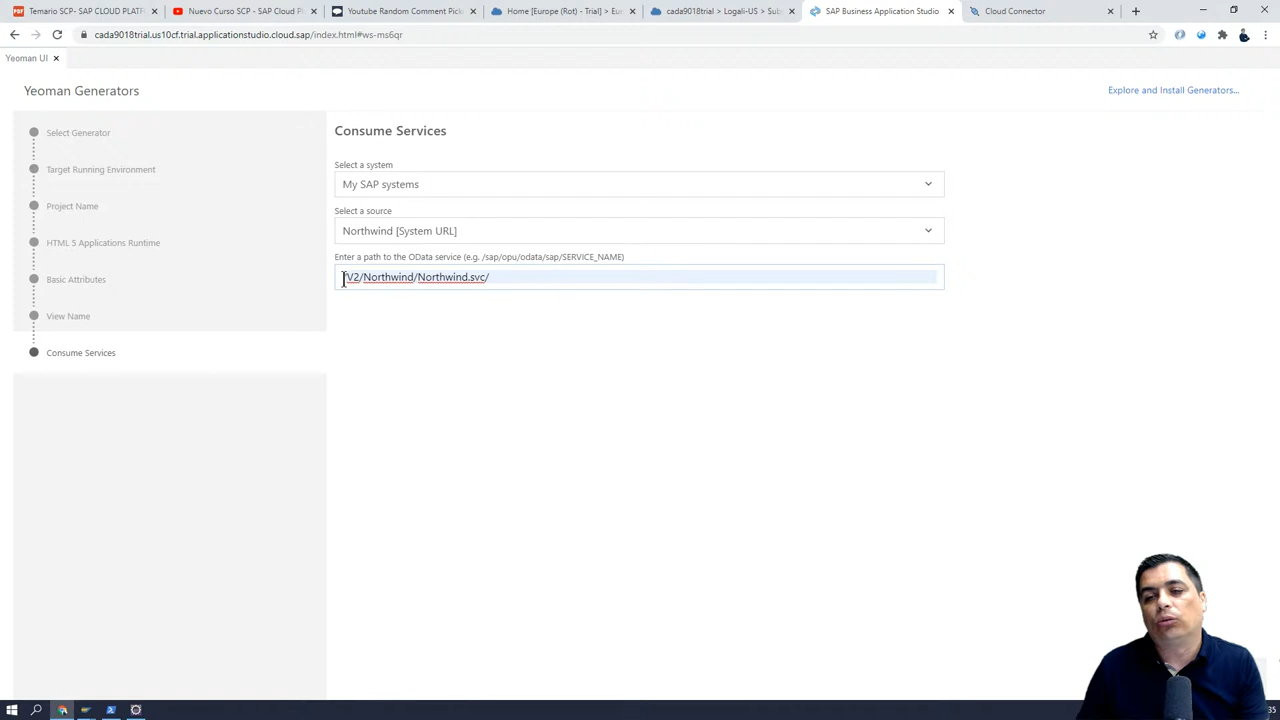 Temario SCP- SAP CLOUD PLATF
Nuevo Curso SCP - SAP Cloud Pl
Youtube Random Comment Pick
Home [Europe (Rot) - Trial] > Eur
cada9018trial > Logali-US > Sub
SAP Business Application Studio
Cloud Connector
cada9018trial.us10cf.trial.applicationstudio.cloud.sap/index.html#ws-ms6qr
Yeoman UI
Yeoman Generators
Explore and Install Generators...
Select Generator
Target Running Environment
Project Name
HTML 5 Applications Runtime
Basic Attributes
View Name
Consume Services
Consume Services
Select a system
My SAP systems
Select a source
Northwind [System URL]
Enter a path to the OData service (e.g. /sap/opu/odata/sap/SERVICE_NAME)
/V2/Northwind/Northwind.svc/
35